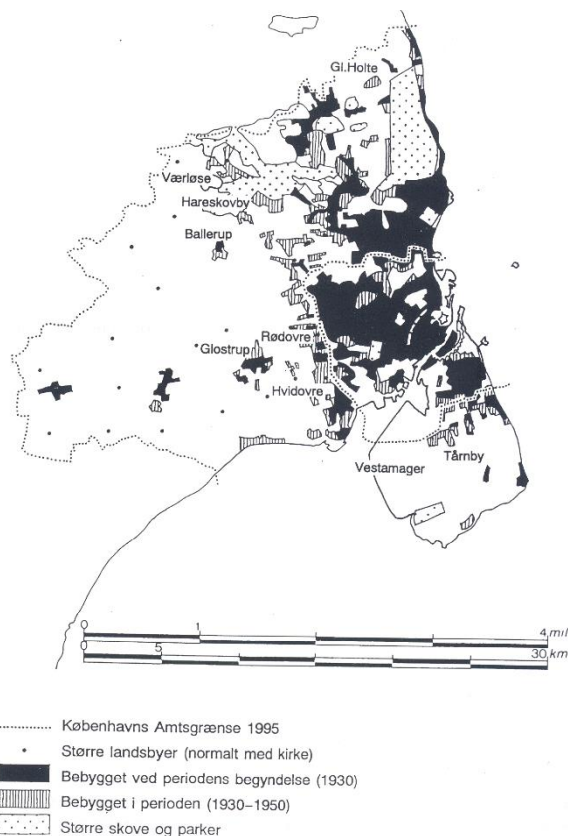 Gl.Holte
Værløse
Hareskovby
Ballerup
Rødovre
Glostrup
Hvidovre
Vestamager
Tårnby
0 1 4 mil
0 5 30 km
Københavns Amtsgrænse 1995
Større landsbyer (normalt med kirke)
Bebygget ved periodens begyndelse (1930)
Bebygget i perioden (1930-1950)
Større skove og parker